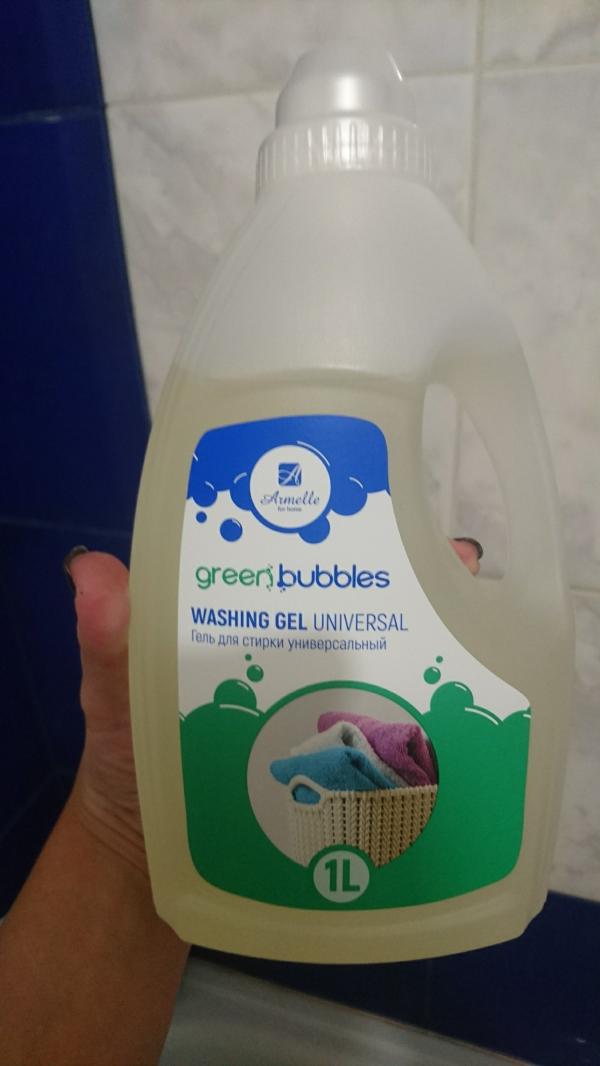 A
Armelle
for home
green bubbles
WASHING GEL UNIVERSAL
Гель для стирки универсальный
1L